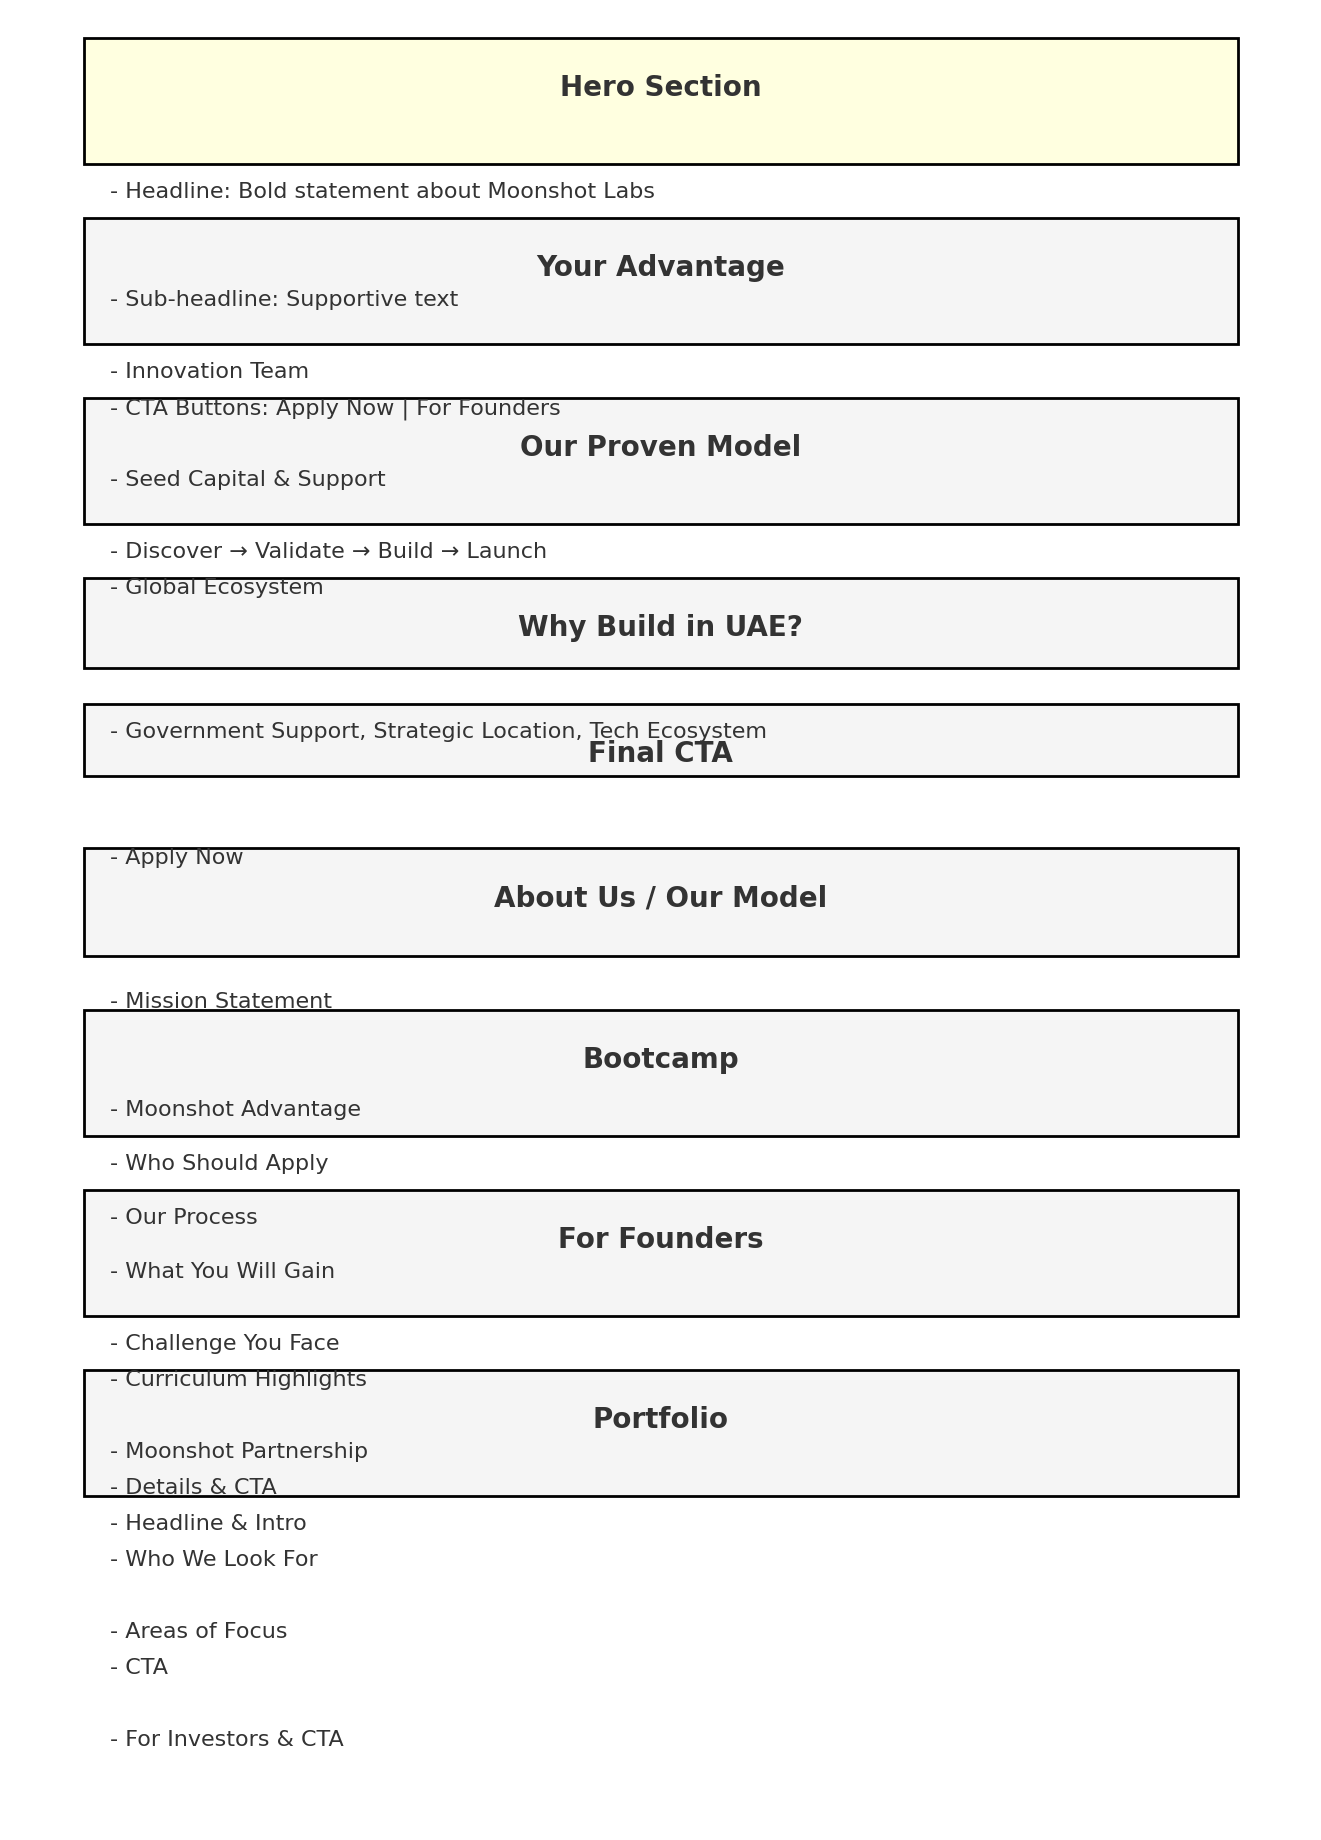 Hero Section
- Headline: Bold statement about Moonshot Labs
Your Advantage
- Sub-headline: Supportive text
- Innovation Team
- CTA Buttons: Apply Now | For Founders
Our Proven Model
- Seed Capital & Support
- Discover → Validate → Build → Launch
- Global Ecosystem
Why Build in UAE?
- Government Support, Strategic Location, Tech Ecosystem
Final CTA
- Apply Now
About Us / Our Model
- Mission Statement
Bootcamp
- Moonshot Advantage
- Who Should Apply
- Our Process
For Founders
- What You Will Gain
- Challenge You Face
- Curriculum Highlights
Portfolio
- Moonshot Partnership
- Details & CTA
- Headline & Intro
- Who We Look For
- Areas of Focus
- CTA
- For Investors & CTA